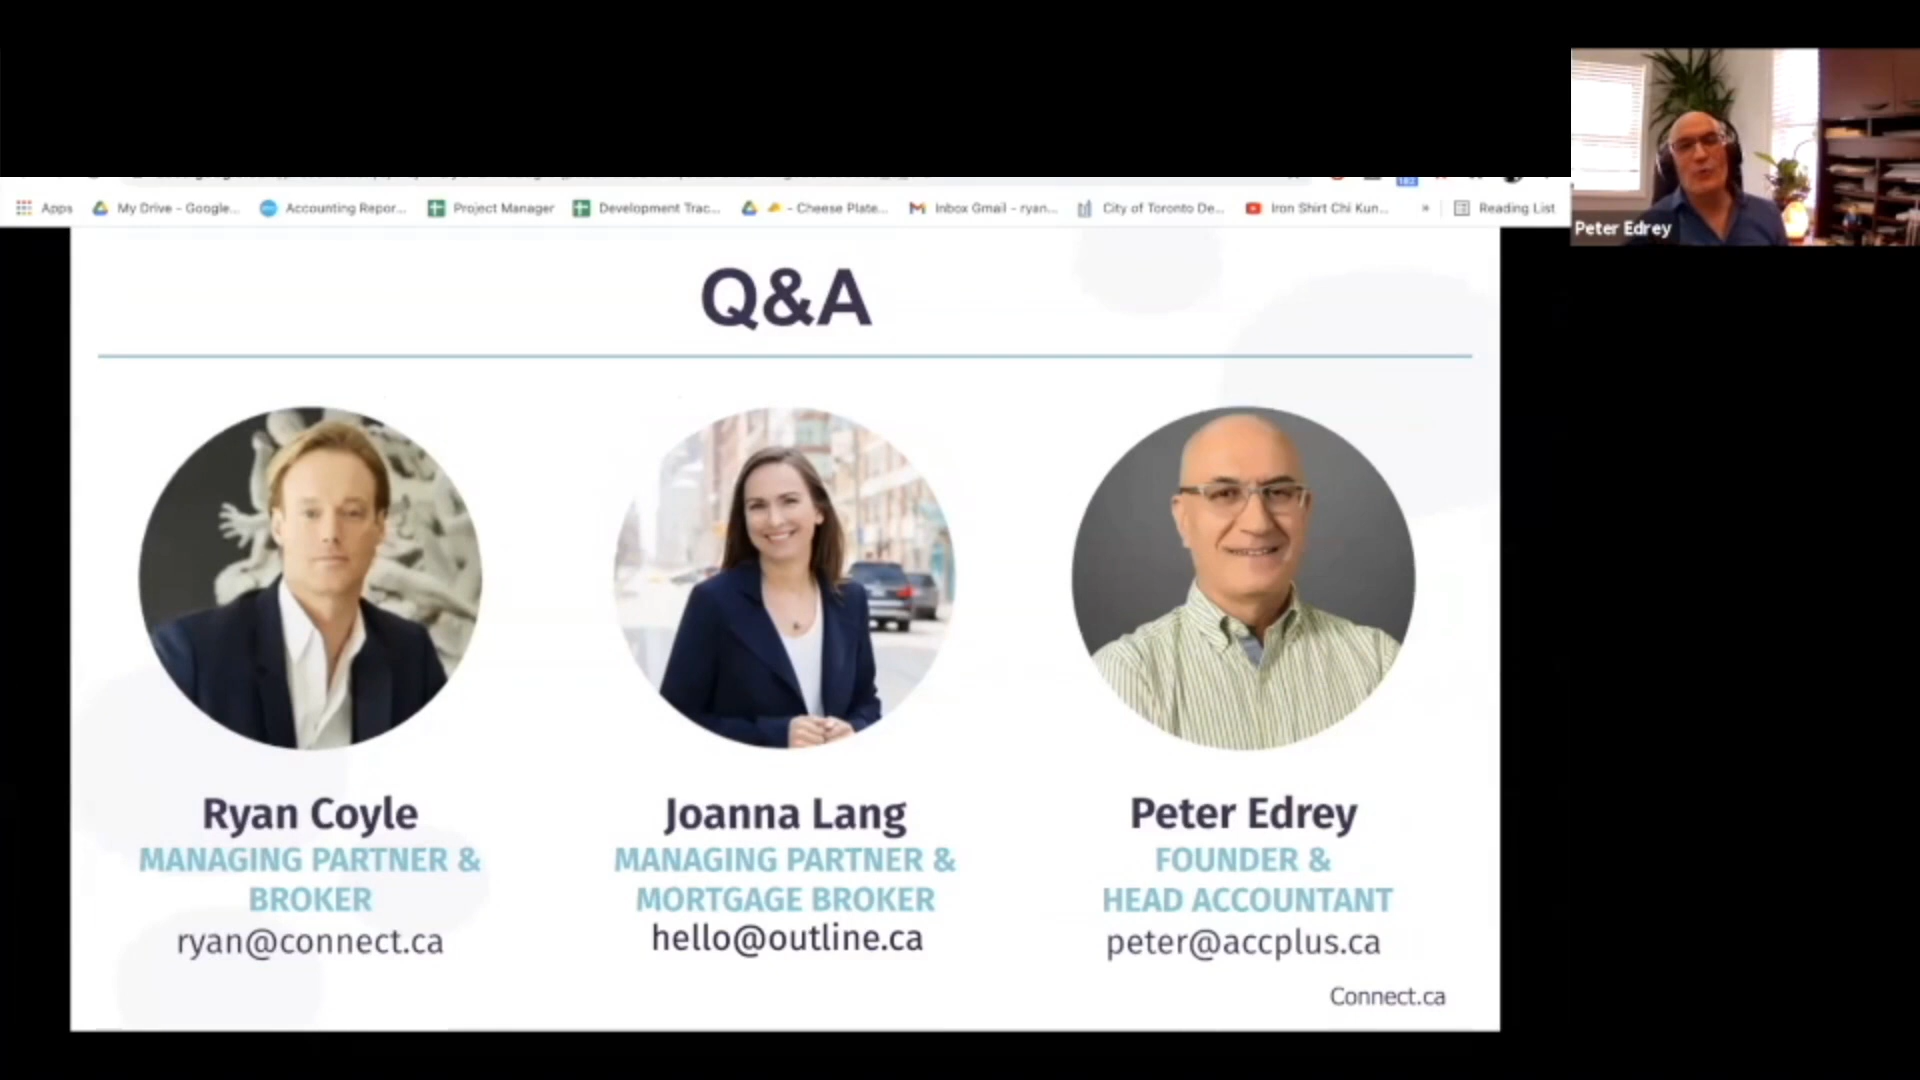 Apps My Drive - Google... Accounting Repor... Project Manager Development Trac... - Cheese Plate... Inbox Gmail - ryan... City of Toronto De... Iron Shirt Chi Kun... » Reading List
Peter Edrey
Q&A
Ryan Coyle
MANAGING PARTNER &
BROKER
ryan@connect.ca
Joanna Lang
MANAGING PARTNER &
MORTGAGE BROKER
hello@outline.ca
Peter Edrey
FOUNDER &
HEAD ACCOUNTANT
peter@accplus.ca
Connect.ca